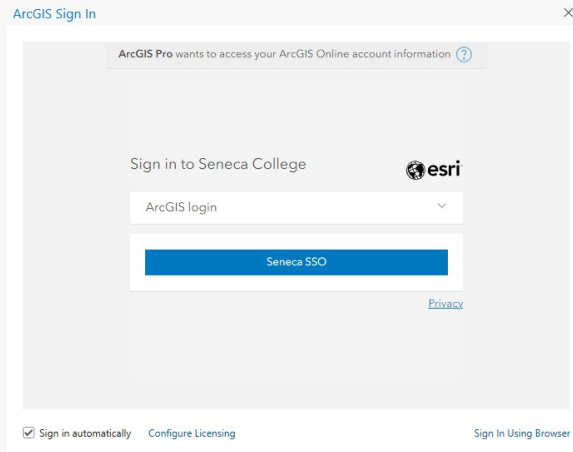 ArcGIS Sign In
ArcGIS Pro wants to access your ArcGIS Online account information ?
Sign in to Seneca College
esri
ArcGIS login
Seneca SSO
Privacy
Sign in automatically Configure Licensing Sign In Using Browser